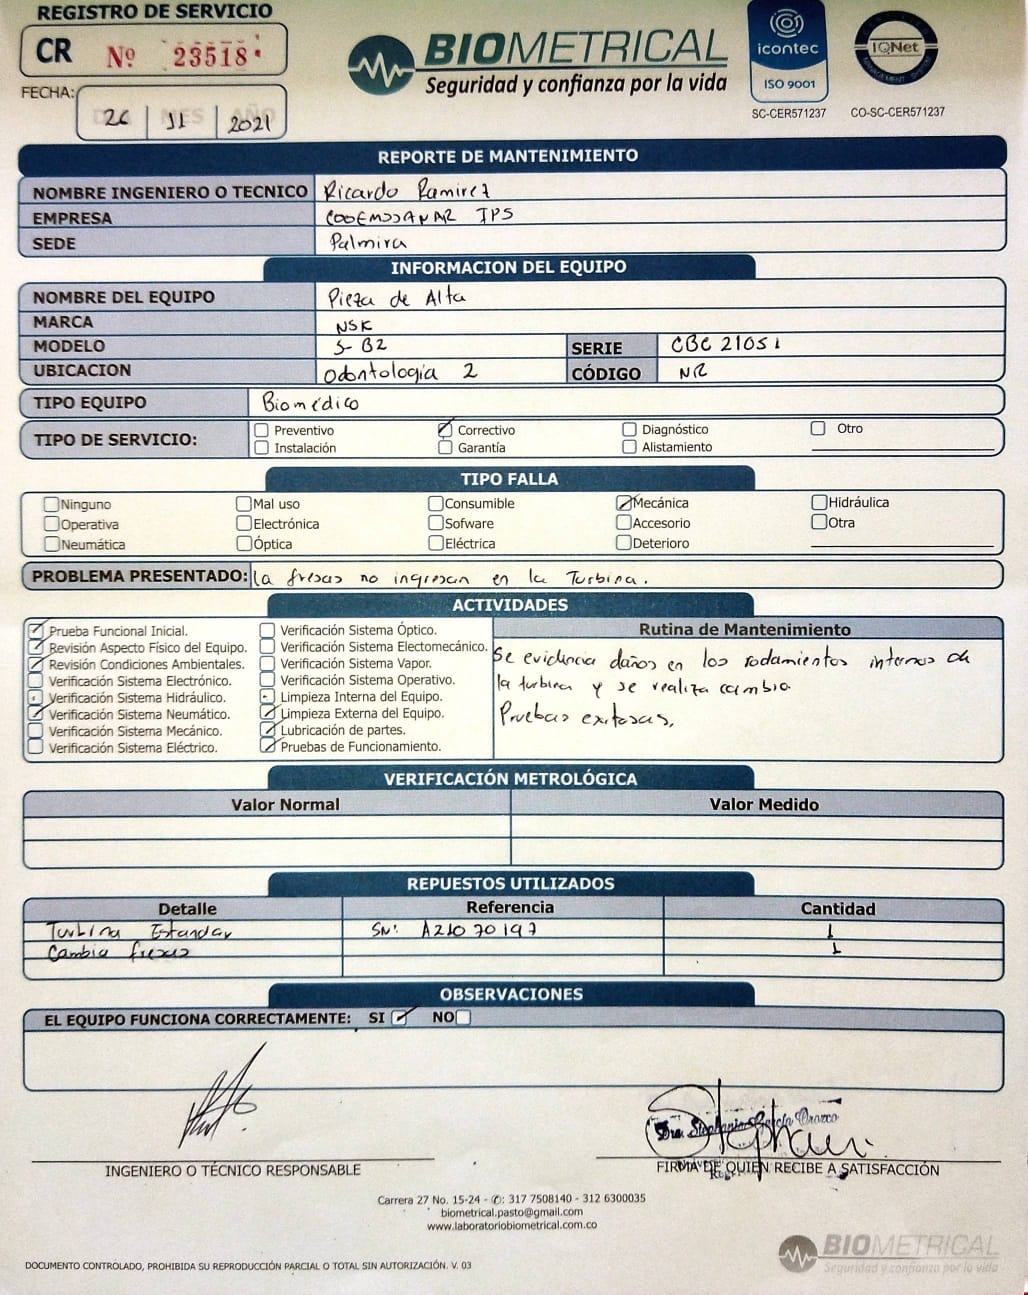 REGISTRO DE SERVICIO
CR Nº 23518
FECHA: DIA MES AÑO
26 11 2021
BIOMETRICAL
Seguridad y confianza por la vida
icontec
ISO 9001
SC-CER571237
IQNet
MANAGEMENT SYSTEM
CO-SC-CER571237
REPORTE DE MANTENIMIENTO
NOMBRE INGENIERO O TECNICO Ricardo Ramirez
EMPRESA CODEMSSANAR IPS
SEDE Palmira
INFORMACION DEL EQUIPO
NOMBRE DEL EQUIPO Pieza de Alta
MARCA NSK
MODELO S-B2 SERIE CBC 21051
UBICACION Odontologia 2 CÓDIGO NR
TIPO EQUIPO Biomédico
TIPO DE SERVICIO: Preventivo Correctivo Diagnóstico Otro
Instalación Garantía Alistamiento
TIPO FALLA
Ninguno Mal uso Consumible Mecánica Hidráulica
Operativa Electrónica Sofware Accesorio Otra
Neumática Óptica Eléctrica Deterioro
PROBLEMA PRESENTADO: la fresas no ingresan en la Turbina.
ACTIVIDADES
Prueba Funcional Inicial.
Revisión Aspecto Físico del Equipo.
Revisión Condiciones Ambientales.
Verificación Sistema Electrónico.
Verificación Sistema Hidráulico.
Verificación Sistema Neumático.
Verificación Sistema Mecánico.
Verificación Sistema Eléctrico.
Verificación Sistema Óptico.
Verificación Sistema Electomecánico.
Verificación Sistema Vapor.
Verificación Sistema Operativo.
Limpieza Interna del Equipo.
Limpieza Externa del Equipo.
Lubricación de partes.
Pruebas de Funcionamiento.
Rutina de Mantenimiento
Se evidencia daños en los rodamientos internos de
la turbina y se realiza cambio.
Pruebas exitosas.
VERIFICACIÓN METROLÓGICA
Valor Normal Valor Medido
REPUESTOS UTILIZADOS
Detalle Referencia Cantidad
Turbina Estandar SN: A21070197 1
Cambia fresas 1
OBSERVACIONES
EL EQUIPO FUNCIONA CORRECTAMENTE: SI NO
Dra. Stephania García Orozco
INGENIERO O TÉCNICO RESPONSABLE
FIRMA DE QUIEN RECIBE A SATISFACCIÓN
Carrera 27 No. 15-24 - ✆: 317 7508140 - 312 6300035
biometrical.pasto@gmail.com
www.laboratoriobiometrical.com.co
DOCUMENTO CONTROLADO, PROHIBIDA SU REPRODUCCIÓN PARCIAL O TOTAL SIN AUTORIZACIÓN. V. 03
BIOMETRICAL
Seguridad y confianza por la vida